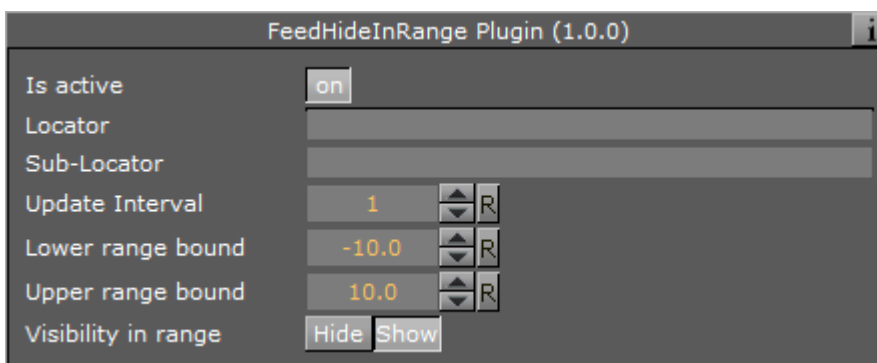 FeedHideInRange Plugin (1.0.0) i
Is active on
Locator
Sub-Locator
Update Interval 1 R
Lower range bound -10.0 R
Upper range bound 10.0 R
Visibility in range Hide Show